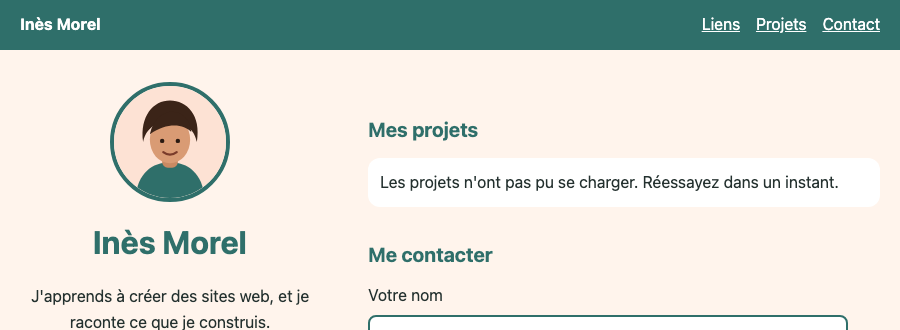 Inès Morel
Liens Projets Contact
Inès Morel
J'apprends à créer des sites web, et je
raconte ce que je construis.
Mes projets
Les projets n'ont pas pu se charger. Réessayez dans un instant.
Me contacter
Votre nom